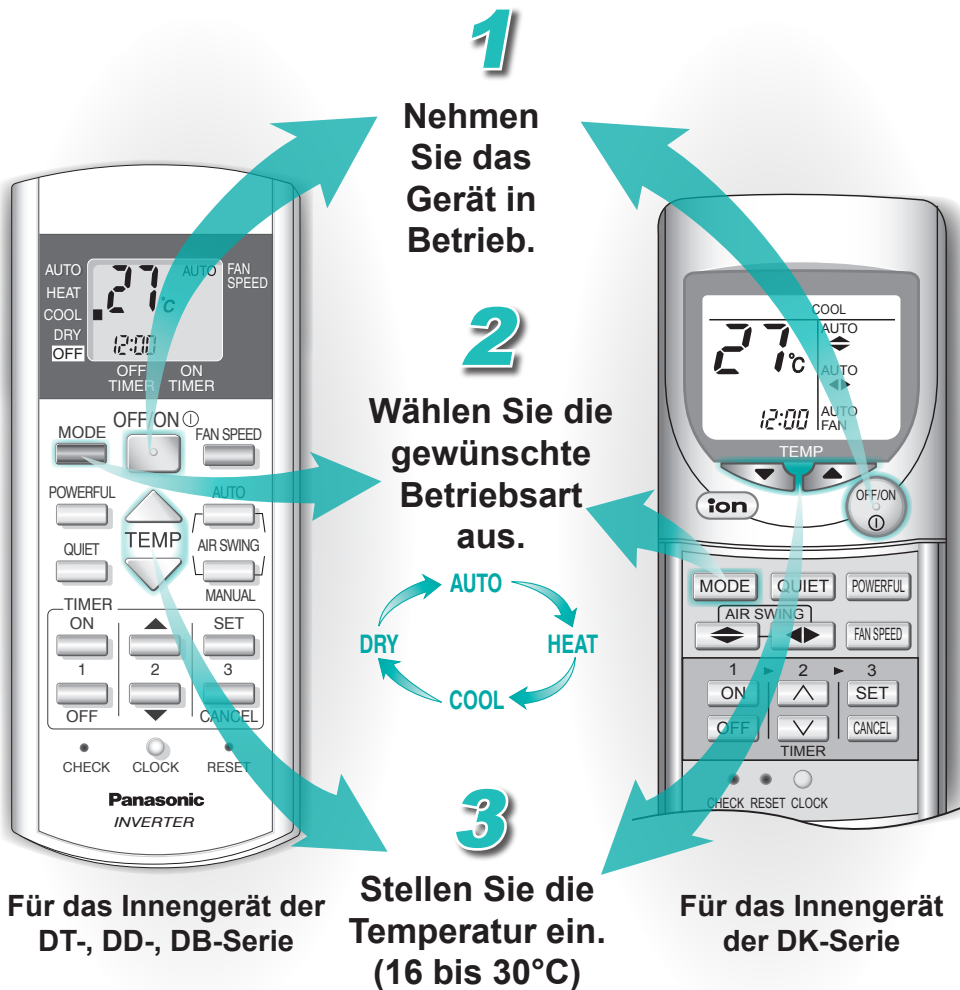 1
Nehmen
Sie das
Gerät in
Betrieb.
2
Wählen Sie die
gewünschte
Betriebsart
aus.
AUTO
HEAT
COOL
DRY
3
Stellen Sie die
Temperatur ein.
(16 bis 30°C)
AUTO
HEAT
COOL
DRY
OFF
27°C
AUTO
12:00
FAN
SPEED
OFF
TIMER
ON
TIMER
MODE
OFF/ON
FAN SPEED
POWERFUL
AUTO
TEMP
AIR SWING
QUIET
MANUAL
TIMER
ON
SET
1 2 3
OFF
CANCEL
CHECK CLOCK RESET
Panasonic
INVERTER
Für das Innengerät der
DT-, DD-, DB-Serie
COOL
27°C
AUTO
AUTO
12:00
AUTO
FAN
TEMP
ion
OFF/ON
MODE QUIET POWERFUL
AIR SWING
FAN SPEED
1 2 3
ON SET
OFF CANCEL
TIMER
CHECK RESET CLOCK
Für das Innengerät
der DK-Serie